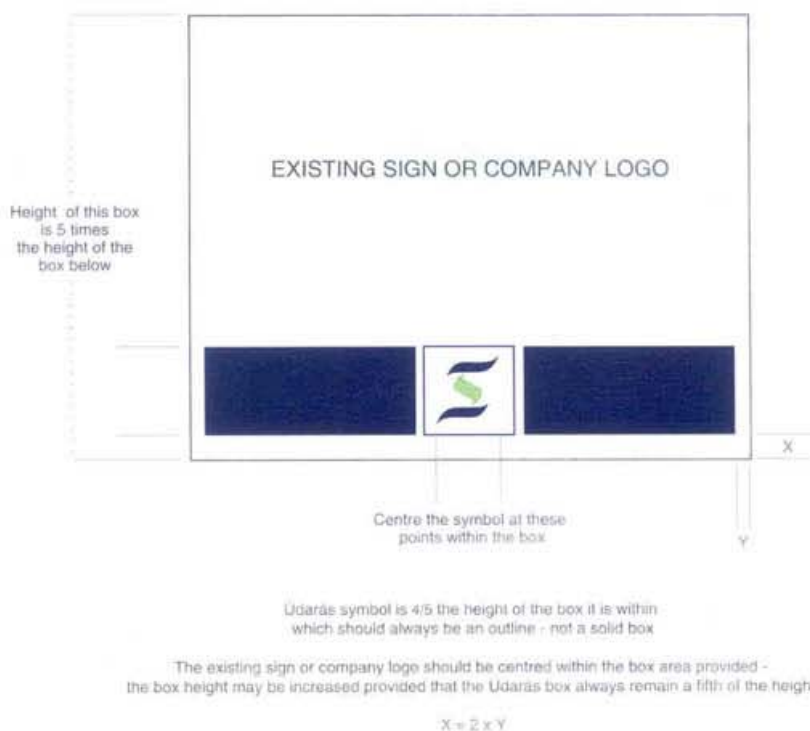 EXISTING SIGN OR COMPANY LOGO
Height of this box
is 5 times
the height of the
box below
X
Centre the symbol at these
points within the box
Y
Udarás symbol is 4/5 the height of the box it is within
which should always be an outline - not a solid box
The existing sign or company logo should be centred within the box area provided -
the box height may be increased provided that the Udarás box always remain a fifth of the heigh
X = 2 x Y